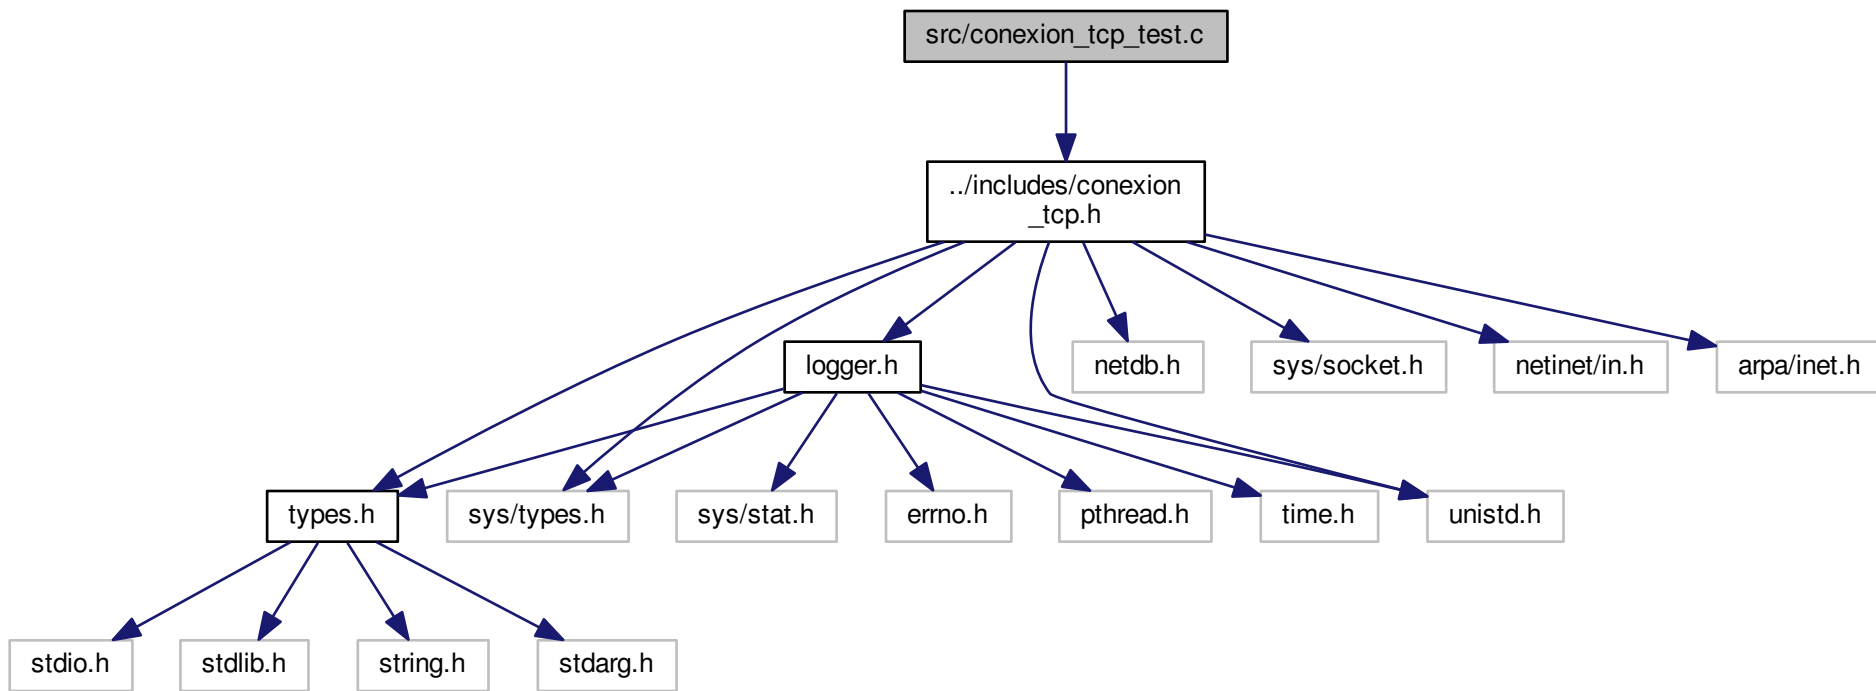 src/conexion_tcp_test.c
../includes/conexion
_tcp.h
logger.h
netdb.h
sys/socket.h
netinet/in.h
arpa/inet.h
types.h
sys/types.h
sys/stat.h
errno.h
pthread.h
time.h
unistd.h
stdio.h
stdlib.h
string.h
stdarg.h